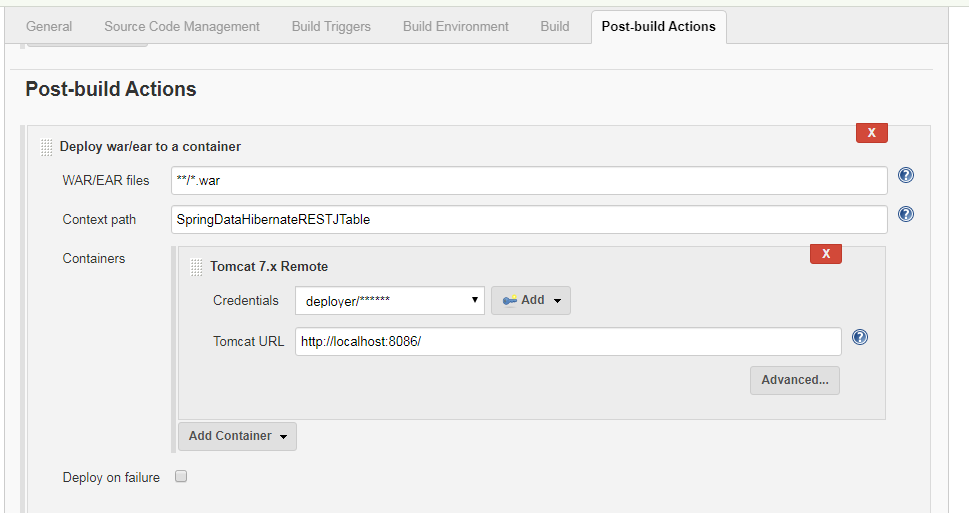 General Source Code Management Build Triggers Build Environment Build Post-build Actions
Post-build Actions
X
Deploy war/ear to a container
WAR/EAR files **/*.war ?
Context path SpringDataHibernateRESTJTable ?
Containers
X
Tomcat 7.x Remote
Credentials deployer/****** Add
Tomcat URL http://localhost:8086/ ?
Advanced...
Add Container
Deploy on failure